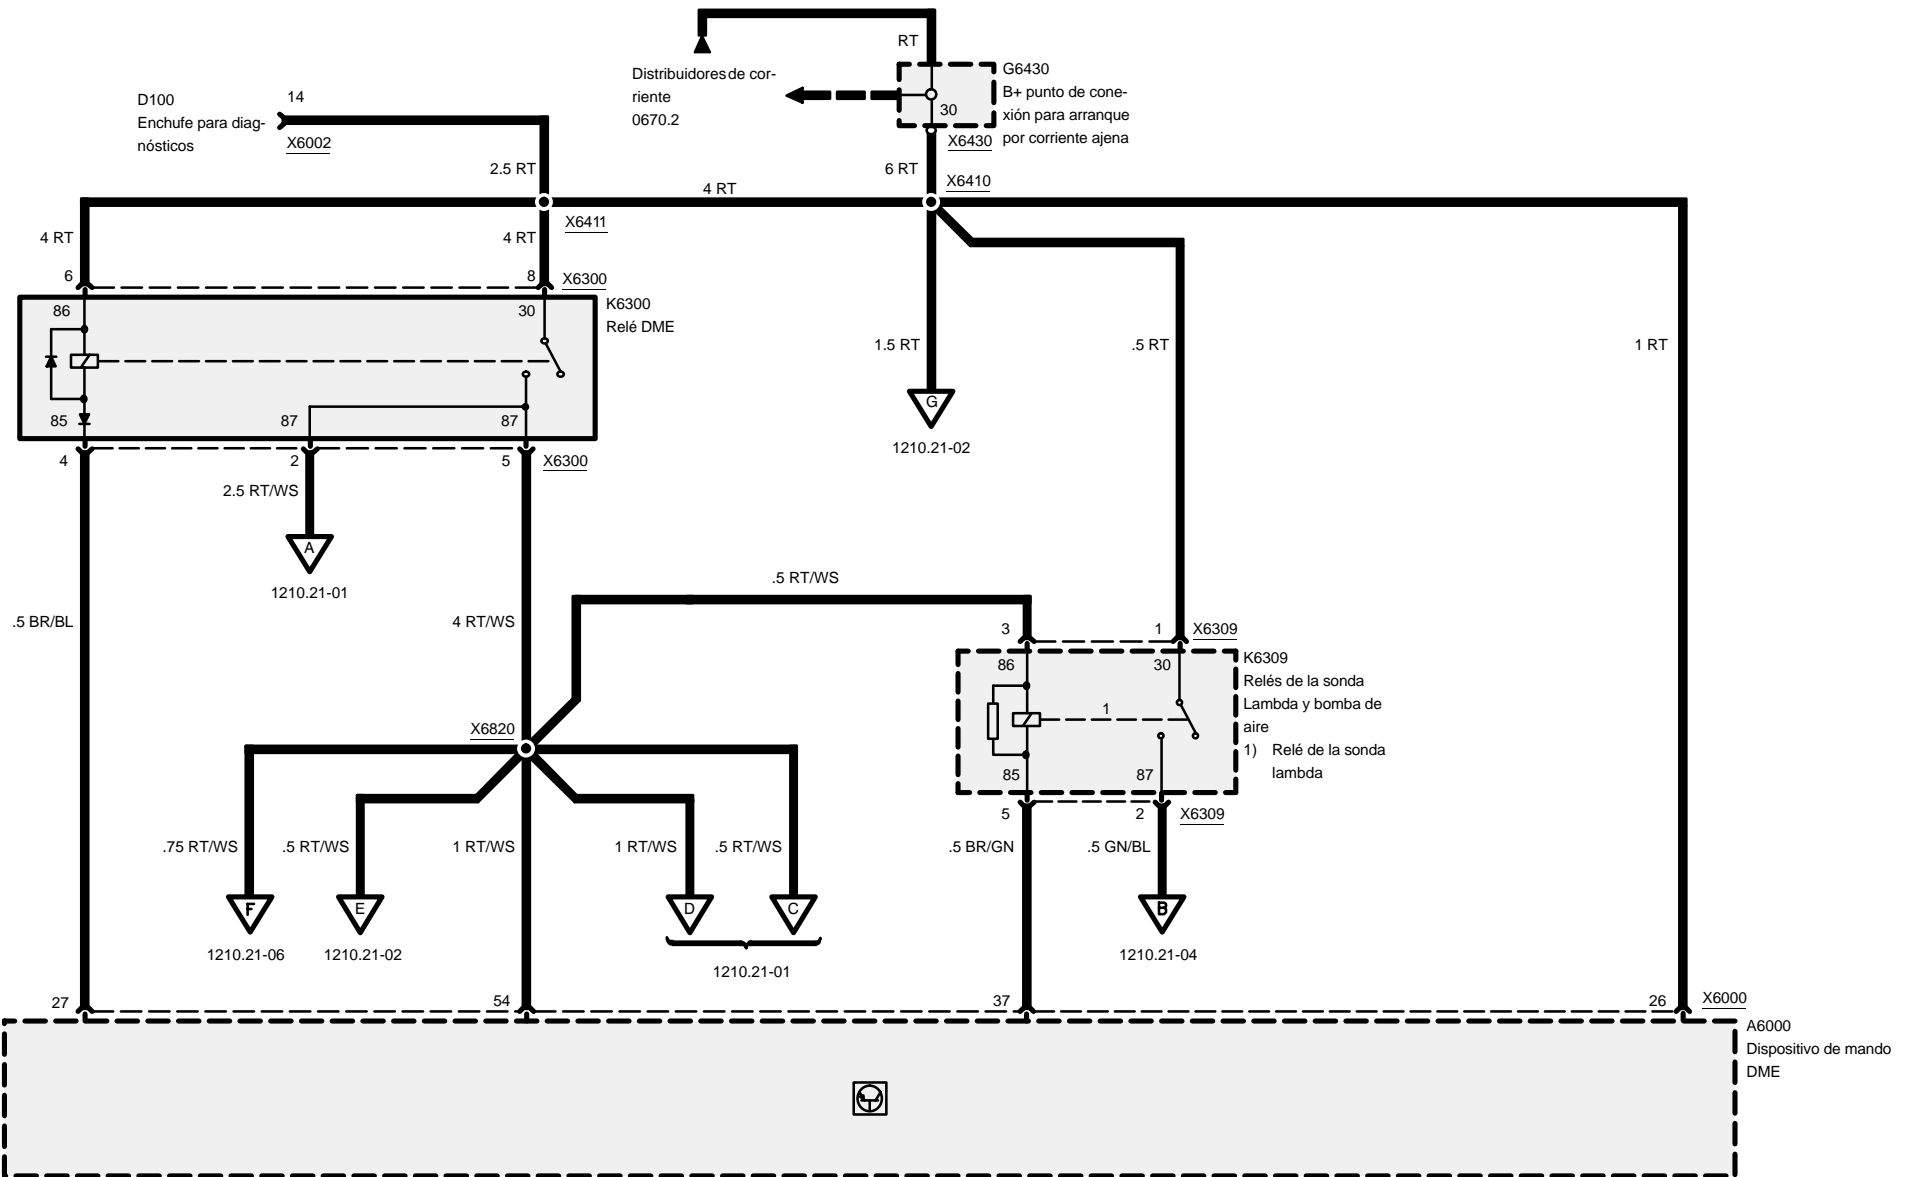 RT
G6430
B+ punto de cone-
xión para arranque
por corriente ajena
Distribuidores de cor-
riente
0670.2
30
X6430
D100
Enchufe para diag-
nósticos
14
X6002
2.5 RT
6 RT
X6410
4 RT
X6411
4 RT
4 RT
6
8
X6300
K6300
Relé DME
86
30
85
87
87
4
2
5
X6300
1.5 RT
.5 RT
1 RT
G
1210.21-02
2.5 RT/WS
A
1210.21-01
.5 RT/WS
.5 BR/BL
4 RT/WS
3
1
X6309
K6309
Relés de la sonda
Lambda y bomba de
aire
1) Relé de la sonda
lambda
86
30
1
85
87
5
2
X6309
X6820
.75 RT/WS
.5 RT/WS
1 RT/WS
1 RT/WS
.5 RT/WS
.5 BR/GN
.5 GN/BL
F
E
D
C
B
1210.21-06
1210.21-02
1210.21-01
1210.21-04
27
54
37
26
X6000
A6000
Dispositivo de mando
DME